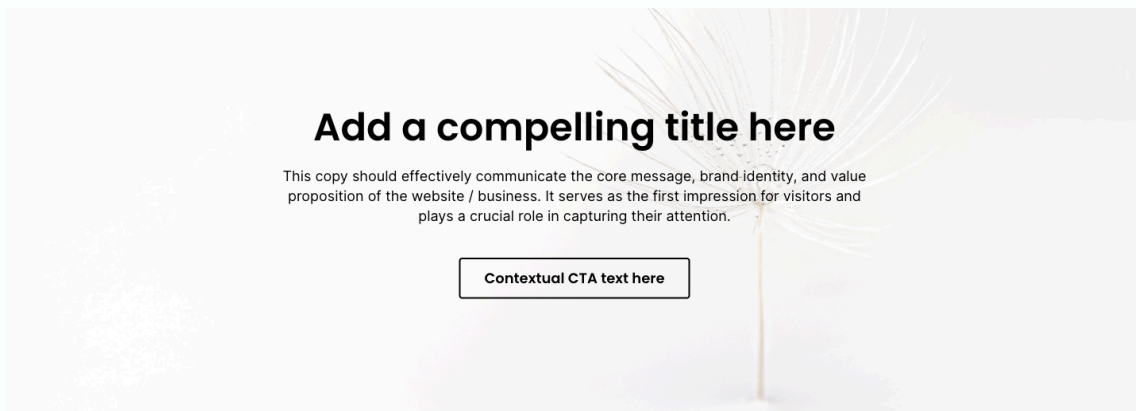 Add a compelling title here
This copy should effectively communicate the core message, brand identity, and value
proposition of the website / business. It serves as the first impression for visitors and
plays a crucial role in capturing their attention.
Contextual CTA text here